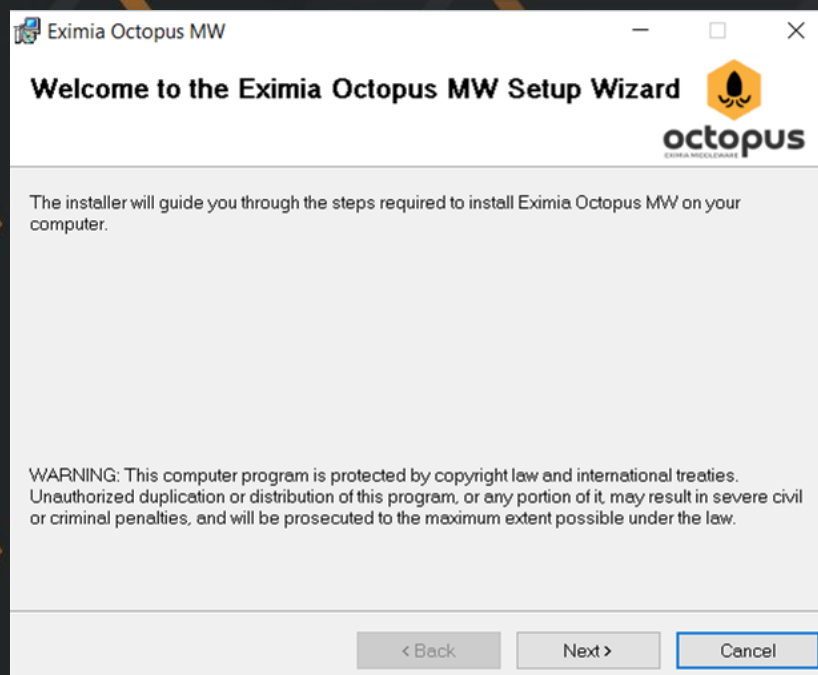 Eximia Octopus MW
Welcome to the Eximia Octopus MW Setup Wizard
octopus
EXIMIA MIDDLEWARE
The installer will guide you through the steps required to install Eximia Octopus MW on your
computer.
WARNING: This computer program is protected by copyright law and international treaties.
Unauthorized duplication or distribution of this program, or any portion of it, may result in severe civil
or criminal penalties, and will be prosecuted to the maximum extent possible under the law.
< Back
Next >
Cancel